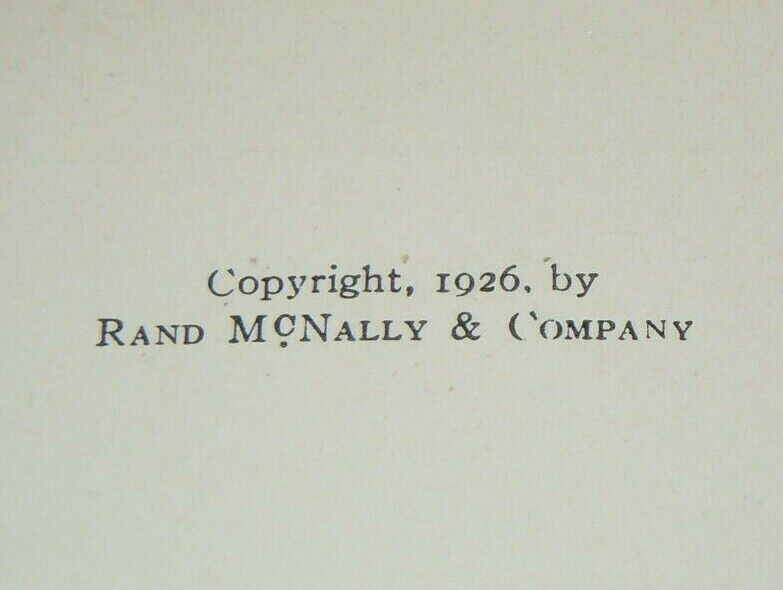 Copyright, 1926, by
RAND MCNALLY & COMPANY